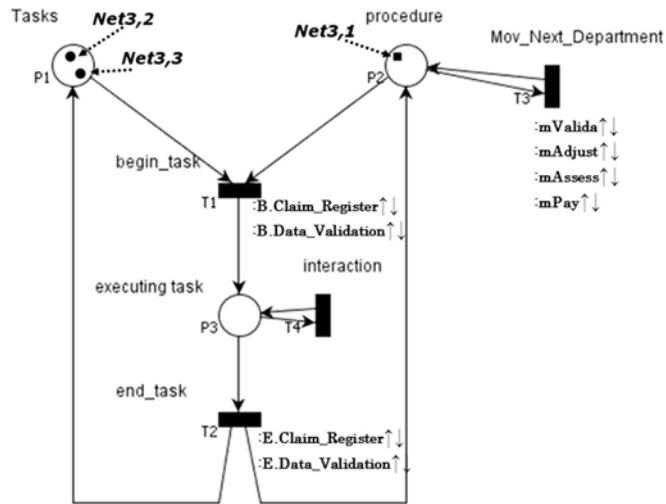 Tasks
Net3,2
Net3,3
P1
procedure
Net3,1
P2
Mov_Next_Department
T3
:mValida↑↓
:mAdjust↑↓
:mAssess↑↓
:mPay↑↓
begin_task
T1
:B.Claim_Register↑↓
:B.Data_Validation↑↓
interaction
executing task
P3
T4
end_task
T2
:E.Claim_Register↑↓
:E.Data_Validation↑↓